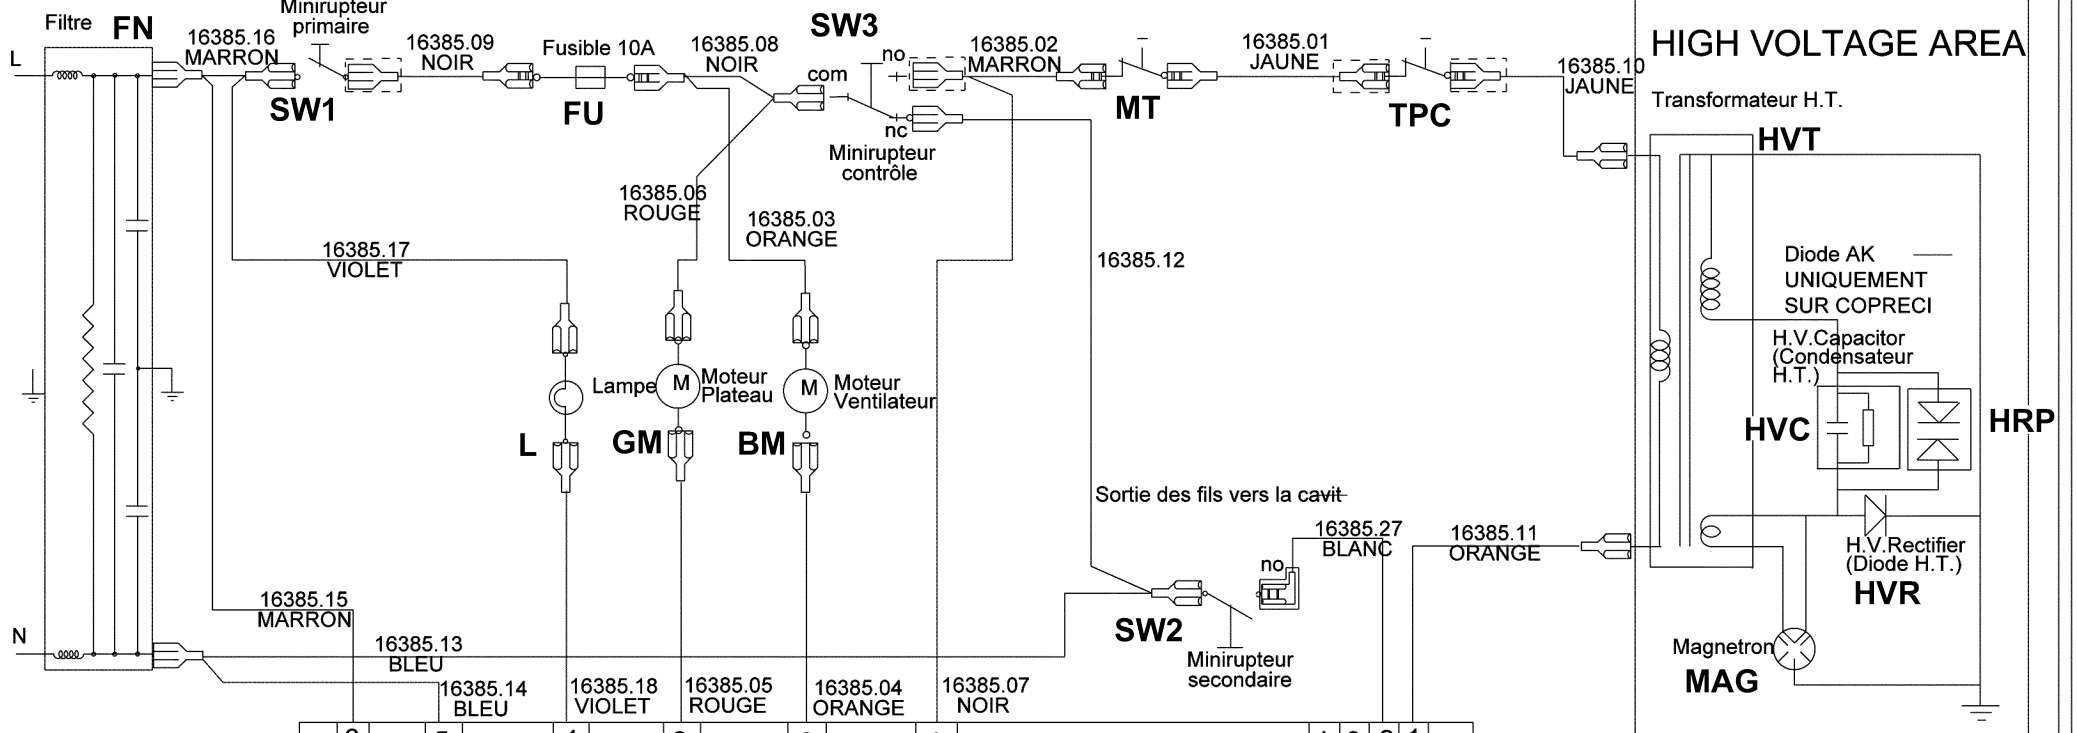 Minirupteur
primaire
Filtre
FN
SW3
16385.16
MARRON
16385.09
NOIR
Fusible 10A
16385.08
NOIR
no
16385.02
MARRON
16385.01
JAUNE
HIGH VOLTAGE AREA
L
com
16385.10
JAUNE
SW1
FU
MT
TPC
Transformateur H.T.
nc
HVT
Minirupteur
contrôle
16385.06
ROUGE
16385.03
ORANGE
16385.17
VIOLET
16385.12
Diode AK
UNIQUEMENT
SUR COPRECI
H.V.Capacitor
(Condensateur
H.T.)
Lampe
M
Moteur
Plateau
M
Moteur
Ventilateur
L
GM
BM
HVC
HRP
Sortie des fils vers la cavit
16385.27
BLANC
16385.11
ORANGE
H.V.Rectifier
(Diode H.T.)
HVR
no
16385.15
MARRON
SW2
N
16385.13
BLEU
Minirupteur
secondaire
Magnetron
MAG
16385.14
BLEU
16385.18
VIOLET
16385.05
ROUGE
16385.04
ORANGE
16385.07
NOIR